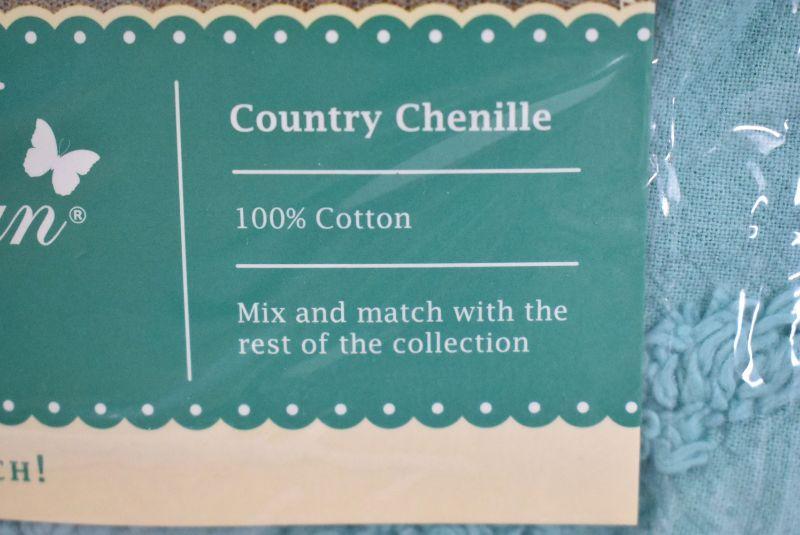 Country Chenille
100% Cotton
Mix and match with the
rest of the collection